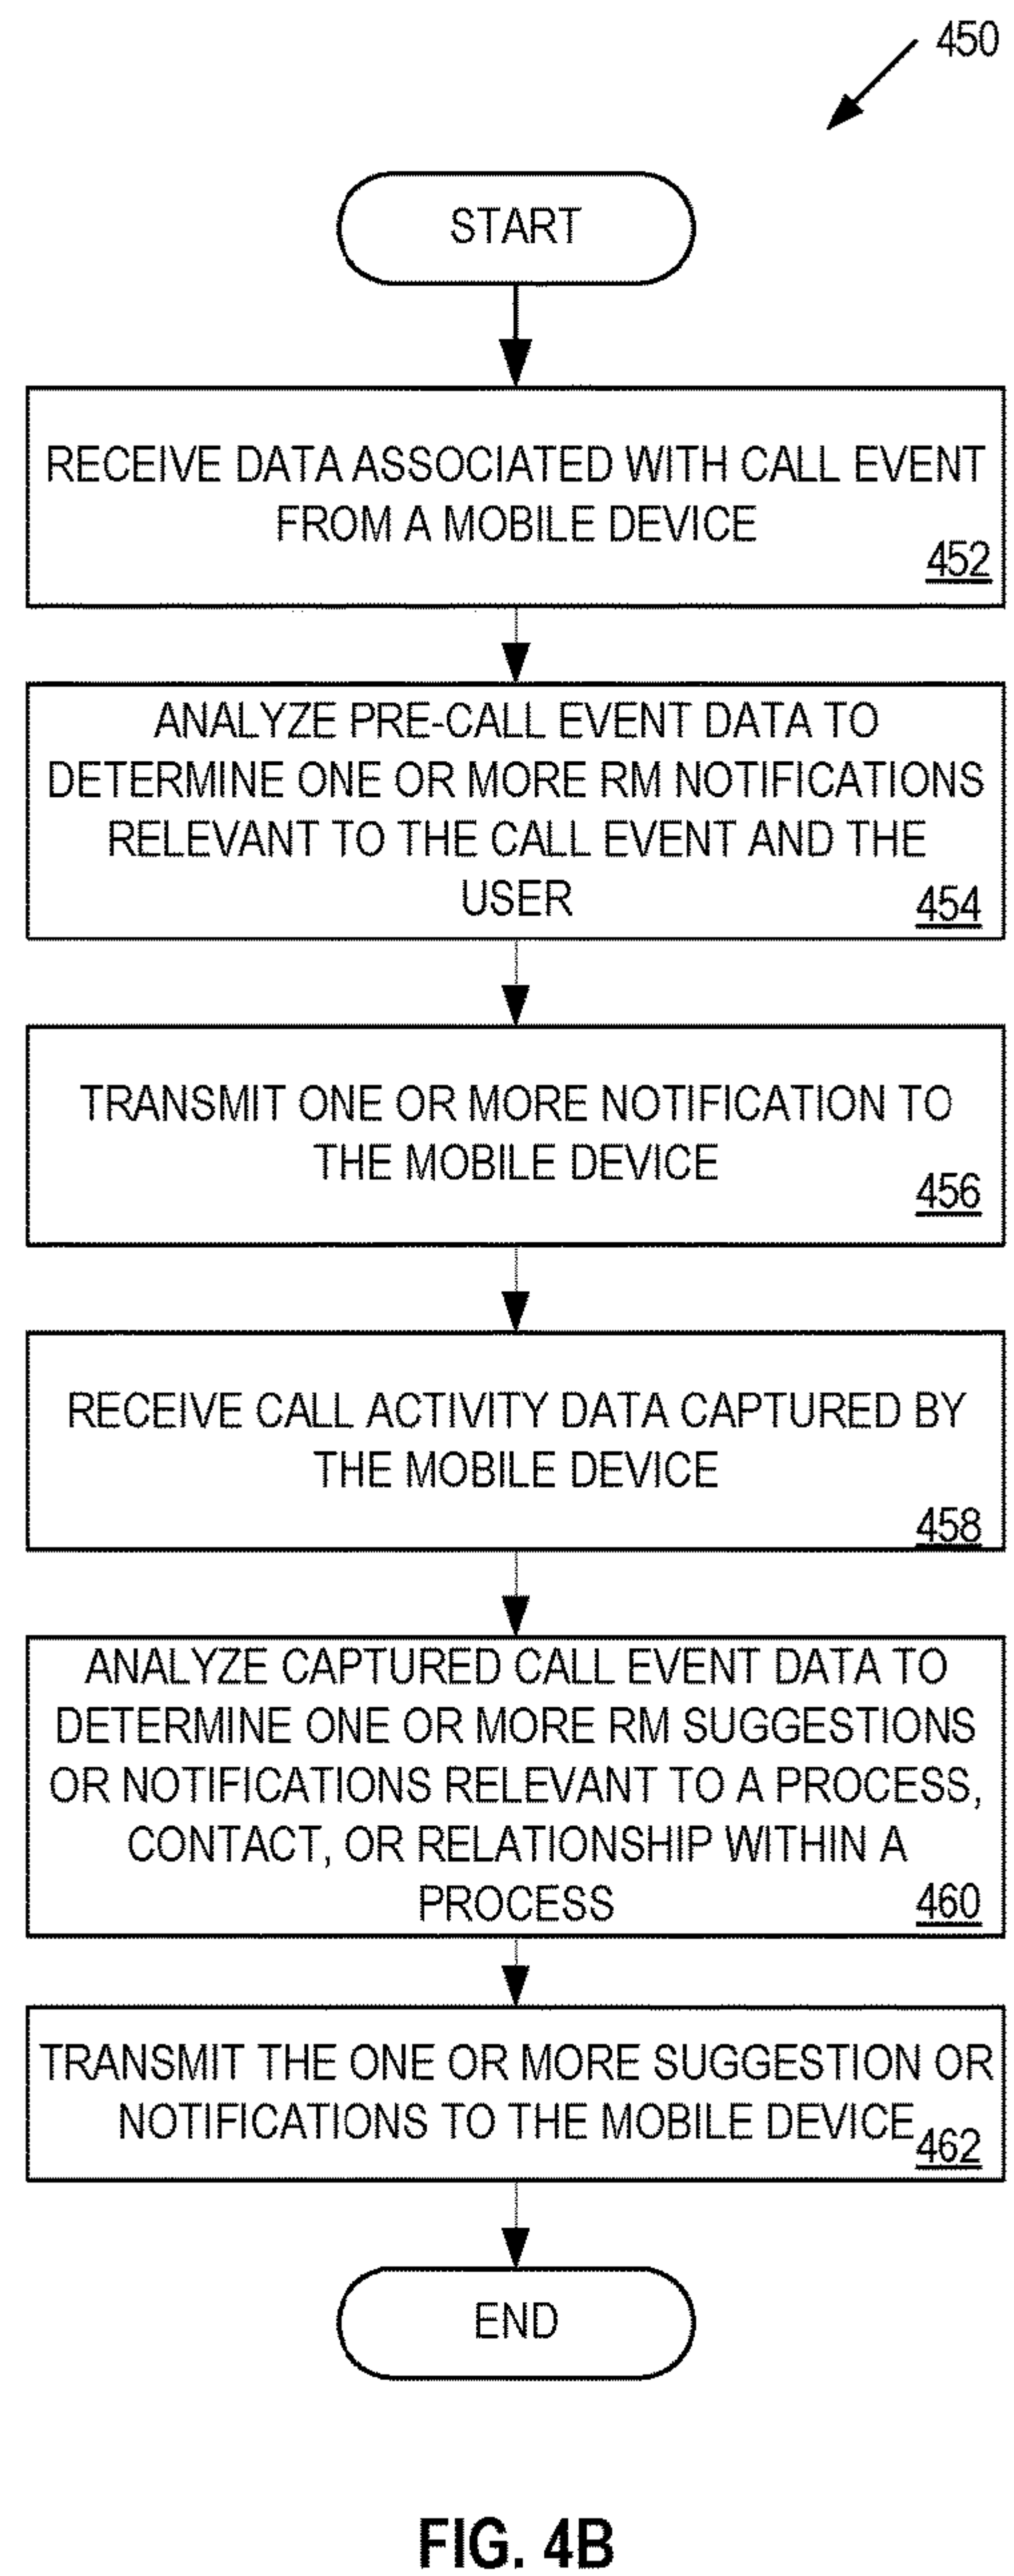 450
START
RECEIVE DATA ASSOCIATED WITH CALL EVENT
FROM A MOBILE DEVICE
452
ANALYZE PRE-CALL EVENT DATA TO
DETERMINE ONE OR MORE RM NOTIFICATIONS
RELEVANT TO THE CALL EVENT AND THE
USER
454
TRANSMIT ONE OR MORE NOTIFICATION TO
THE MOBILE DEVICE
456
RECEIVE CALL ACTIVITY DATA CAPTURED BY
THE MOBILE DEVICE
458
ANALYZE CAPTURED CALL EVENT DATA TO
DETERMINE ONE OR MORE RM SUGGESTIONS
OR NOTIFICATIONS RELEVANT TO A PROCESS,
CONTACT, OR RELATIONSHIP WITHIN A
PROCESS
460
TRANSMIT THE ONE OR MORE SUGGESTION OR
NOTIFICATIONS TO THE MOBILE DEVICE
462
END
FIG. 4B